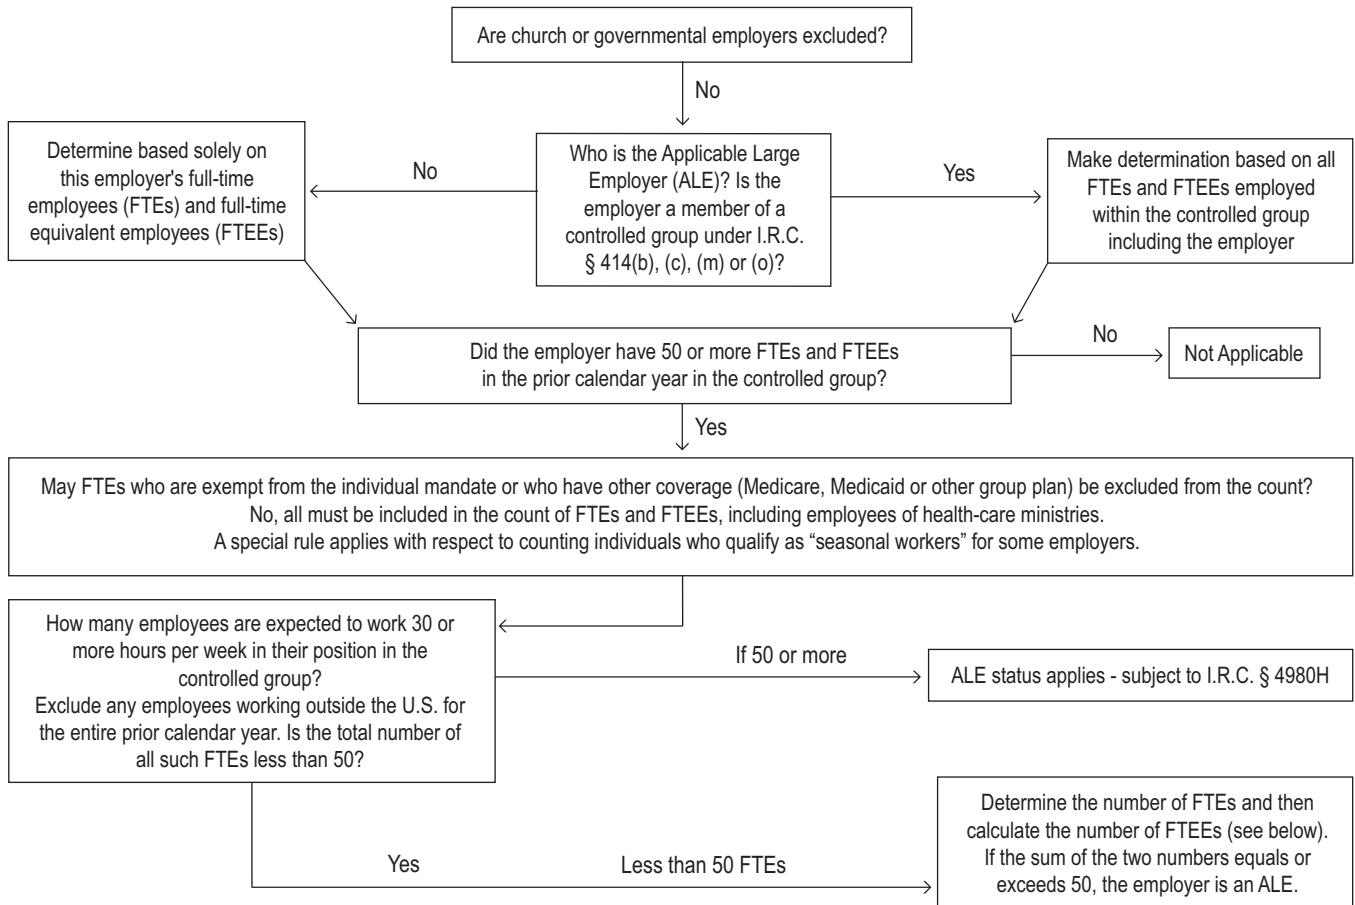 Are church or governmental employers excluded?
No
Determine based solely on
this employer's full-time
employees (FTEs) and full-time
equivalent employees (FTEEs)
No
Who is the Applicable Large
Employer (ALE)? Is the
employer a member of a
controlled group under I.R.C.
§ 414(b), (c), (m) or (o)?
Yes
Make determination based on all
FTEs and FTEEs employed
within the controlled group
including the employer
Did the employer have 50 or more FTEs and FTEEs
in the prior calendar year in the controlled group?
No
Not Applicable
Yes
May FTEs who are exempt from the individual mandate or who have other coverage (Medicare, Medicaid or other group plan) be excluded from the count?
No, all must be included in the count of FTEs and FTEEs, including employees of health-care ministries.
A special rule applies with respect to counting individuals who qualify as “seasonal workers” for some employers.
How many employees are expected to work 30 or
more hours per week in their position in the
controlled group?
Exclude any employees working outside the U.S. for
the entire prior calendar year. Is the total number of
all such FTEs less than 50?
If 50 or more
ALE status applies - subject to I.R.C. § 4980H
Yes
Less than 50 FTEs
Determine the number of FTEs and then
calculate the number of FTEEs (see below).
If the sum of the two numbers equals or
exceeds 50, the employer is an ALE.